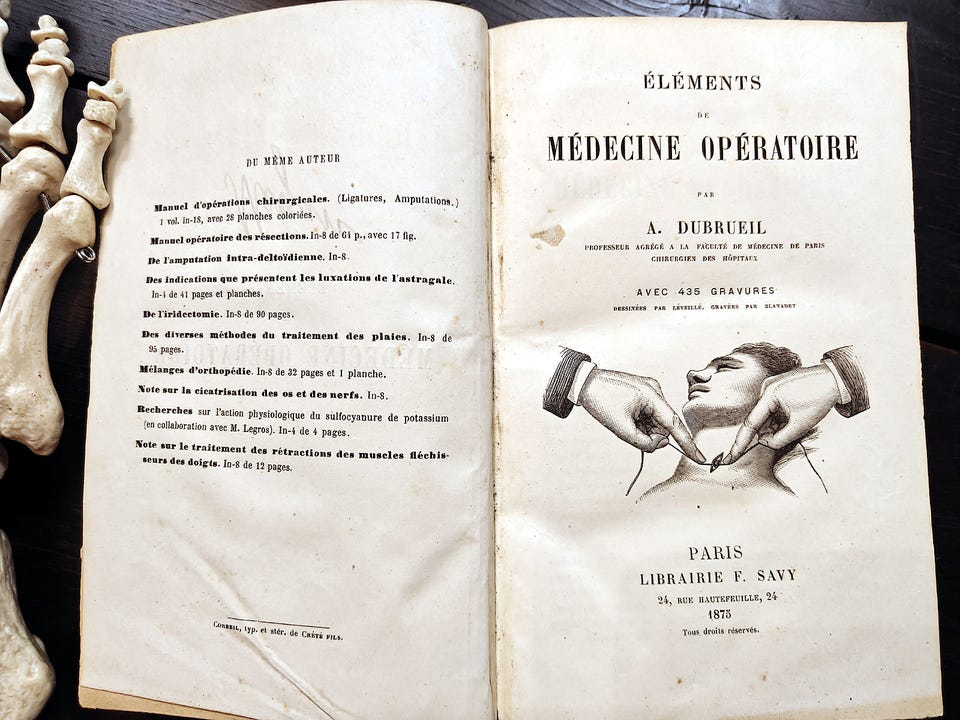 DU MÊME AUTEUR
Manuel d'opérations chirurgicales. (Ligatures, Amputations.)
1 vol. in-18, avec 28 planches coloriées.
Manuel opératoire des résections. In-8 de 64 p., avec 17 fig.
De l'amputation intra-deltoïdienne. In-8.
Des indications que présentent les luxations de l'astragale.
In-4 de 41 pages et planches.
De l'iridectomie. In-8 de 90 pages.
Des diverses méthodes du traitement des plaies. In-8 de
95 pages.
Mélanges d'orthopédie. In-8 de 32 pages et 1 planche.
Note sur la cicatrisation des os et des nerfs. In-8.
Recherches sur l'action physiologique du sulfocyanure de potassium
(en collaboration avec M. Legros). In-4 de 4 pages.
Note sur le traitement des rétractions des muscles fléchis-
seurs des doigts. In-8 de 12 pages.
CORBEIL, typ. et stér. de CRÉTÉ FILS.
ÉLÉMENTS
DE
MÉDECINE OPÉRATOIRE
PAR
A. DUBRUEIL
PROFESSEUR AGRÉGÉ A LA FACULTÉ DE MÉDECINE DE PARIS
CHIRURGIEN DES HÔPITAUX
AVEC 435 GRAVURES
DESSINÉES PAR LÉVEILLÉ, GRAVÉES PAR BLANADET
PARIS
LIBRAIRIE F. SAVY
24, RUE HAUTEFEUILLE, 24
1875
Tous droits réservés.